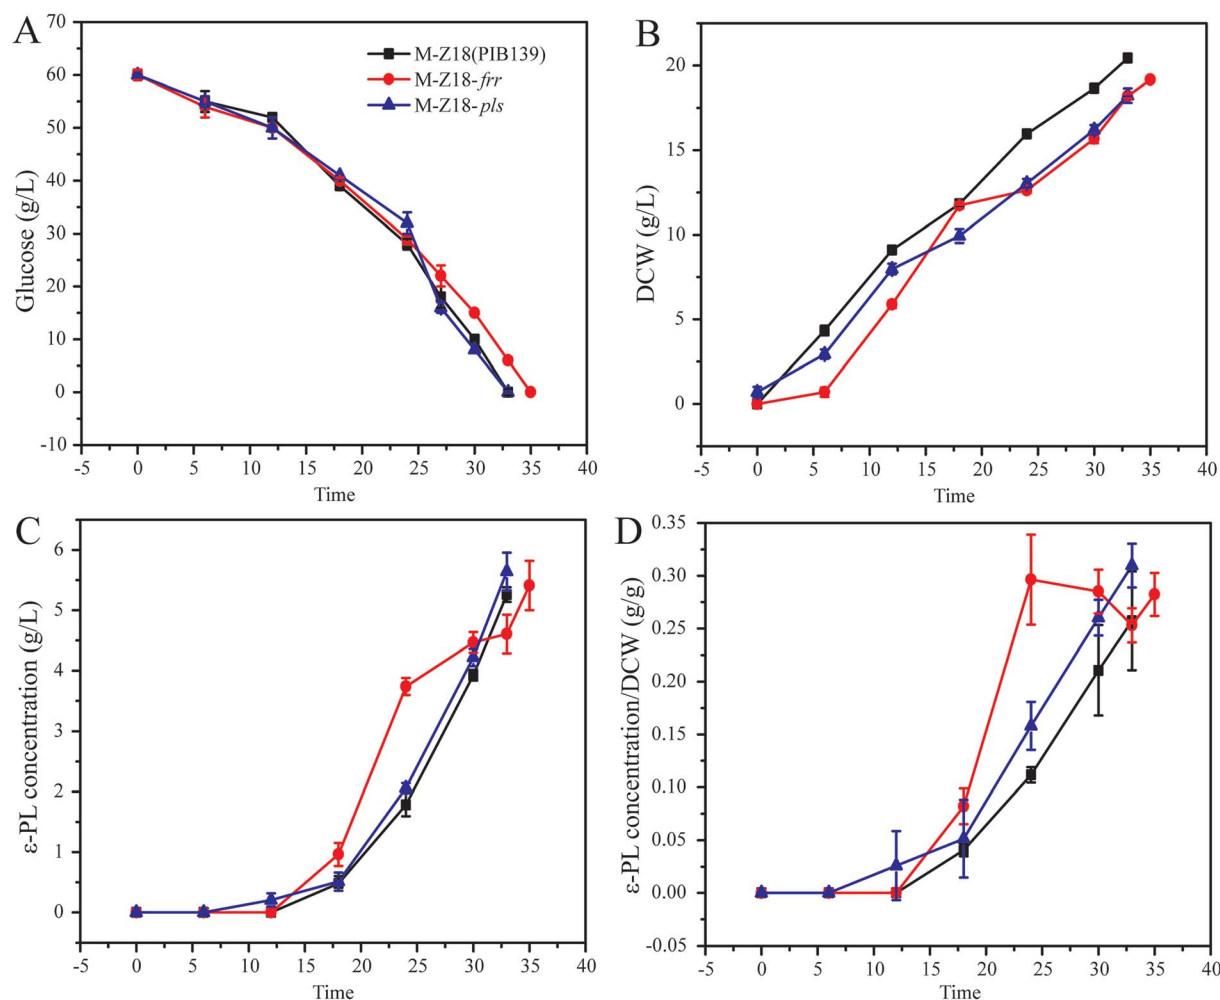 A
70
60
50
40
30
20
10
0
-10
Glucose (g/L)
M-Z18(PIB139)
M-Z18-frr
M-Z18-pls
-5 0 5 10 15 20 25 30 35 40
Time
B
20
15
10
5
0
DCW (g/L)
-5 0 5 10 15 20 25 30 35 40
Time
C
6
5
4
3
2
1
0
ε-PL concentration (g/L)
-5 0 5 10 15 20 25 30 35 40
Time
D
0.35
0.30
0.25
0.20
0.15
0.10
0.05
0.00
-0.05
ε-PL concentration/DCW (g/g)
-5 0 5 10 15 20 25 30 35 40
Time